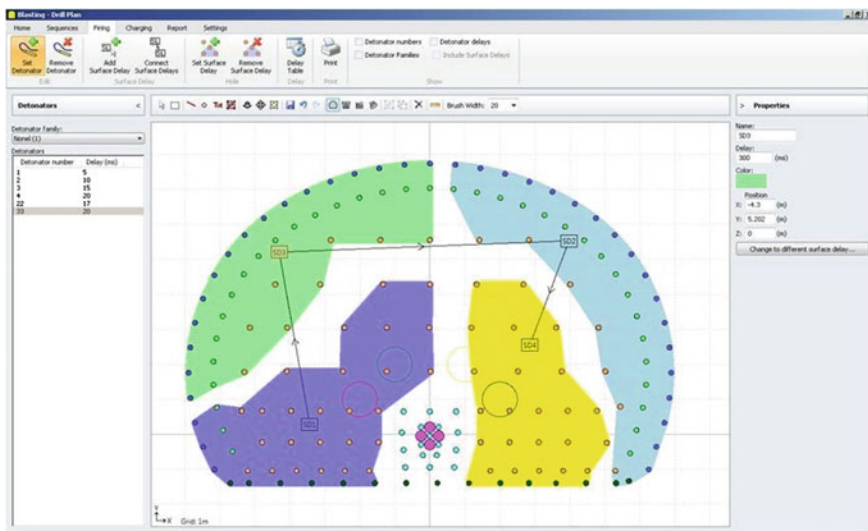 Blasting - Drill Plan
Home Sequences Firing Charging Report Settings
Set Detonator
Remove Detonator
Add Surface Delay
Connect Surface Delays
Set Surface Delay
Remove Surface Delay
Delay Table
Print
Detonator numbers
Detonator delays
Detonator Families
Include Surface Delays
Edit
Surface Delay
Hole
Delay
Print
Show
Detonators <
Brush Width: 20
> Properties
Detonator family:
Nonel (1)
Detonators
Detonator number Delay (ms)
1 5
2 10
3 15
4 20
22 17
33 20
Name:
SD3
Delay:
300 (ms)
Color:
Position
X: -4.3 (m)
Y: 5.202 (m)
Z: 0 (m)
Change to different surface delay...
SD3
SD2
SD4
SD1
Y
X Grid: 1m